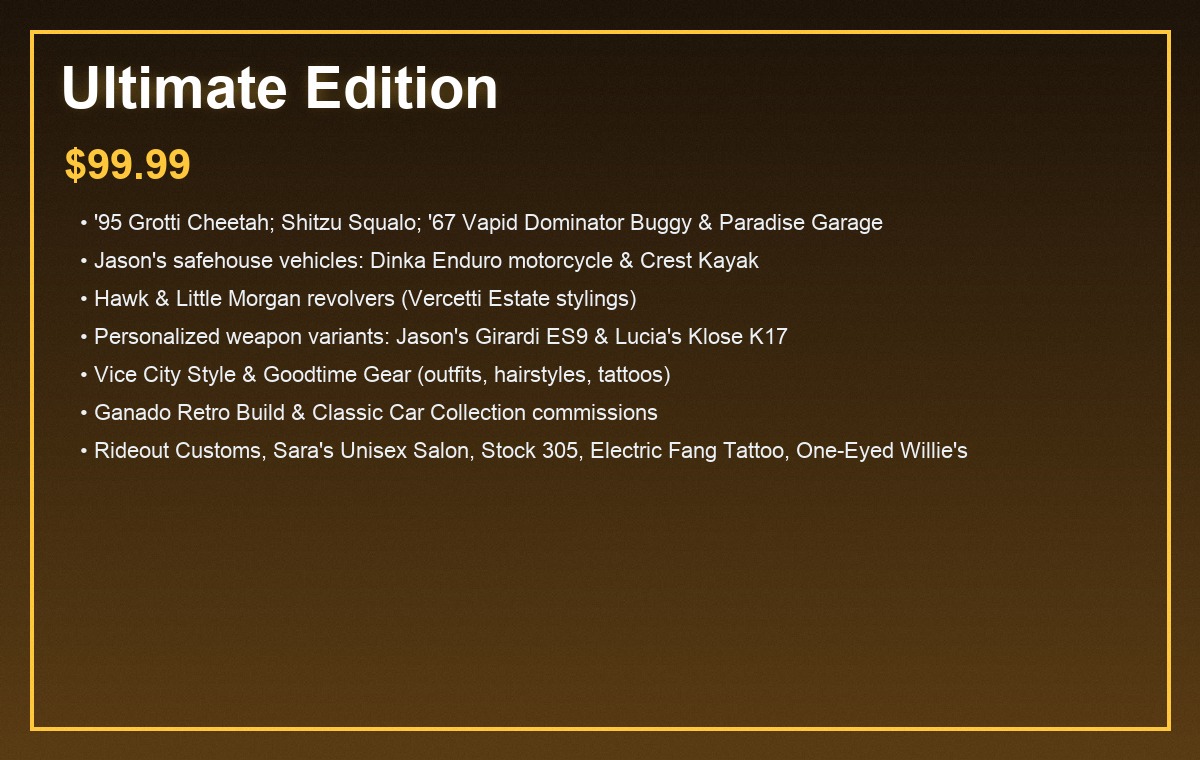 Ultimate Edition
$99.99
• '95 Grotti Cheetah; Shitzu Squalo; '67 Vapid Dominator Buggy & Paradise Garage
• Jason's safehouse vehicles: Dinka Enduro motorcycle & Crest Kayak
• Hawk & Little Morgan revolvers (Vercetti Estate stylings)
• Personalized weapon variants: Jason's Girardi ES9 & Lucia's Klose K17
• Vice City Style & Goodtime Gear (outfits, hairstyles, tattoos)
• Ganado Retro Build & Classic Car Collection commissions
• Rideout Customs, Sara's Unisex Salon, Stock 305, Electric Fang Tattoo, One-Eyed Willie's